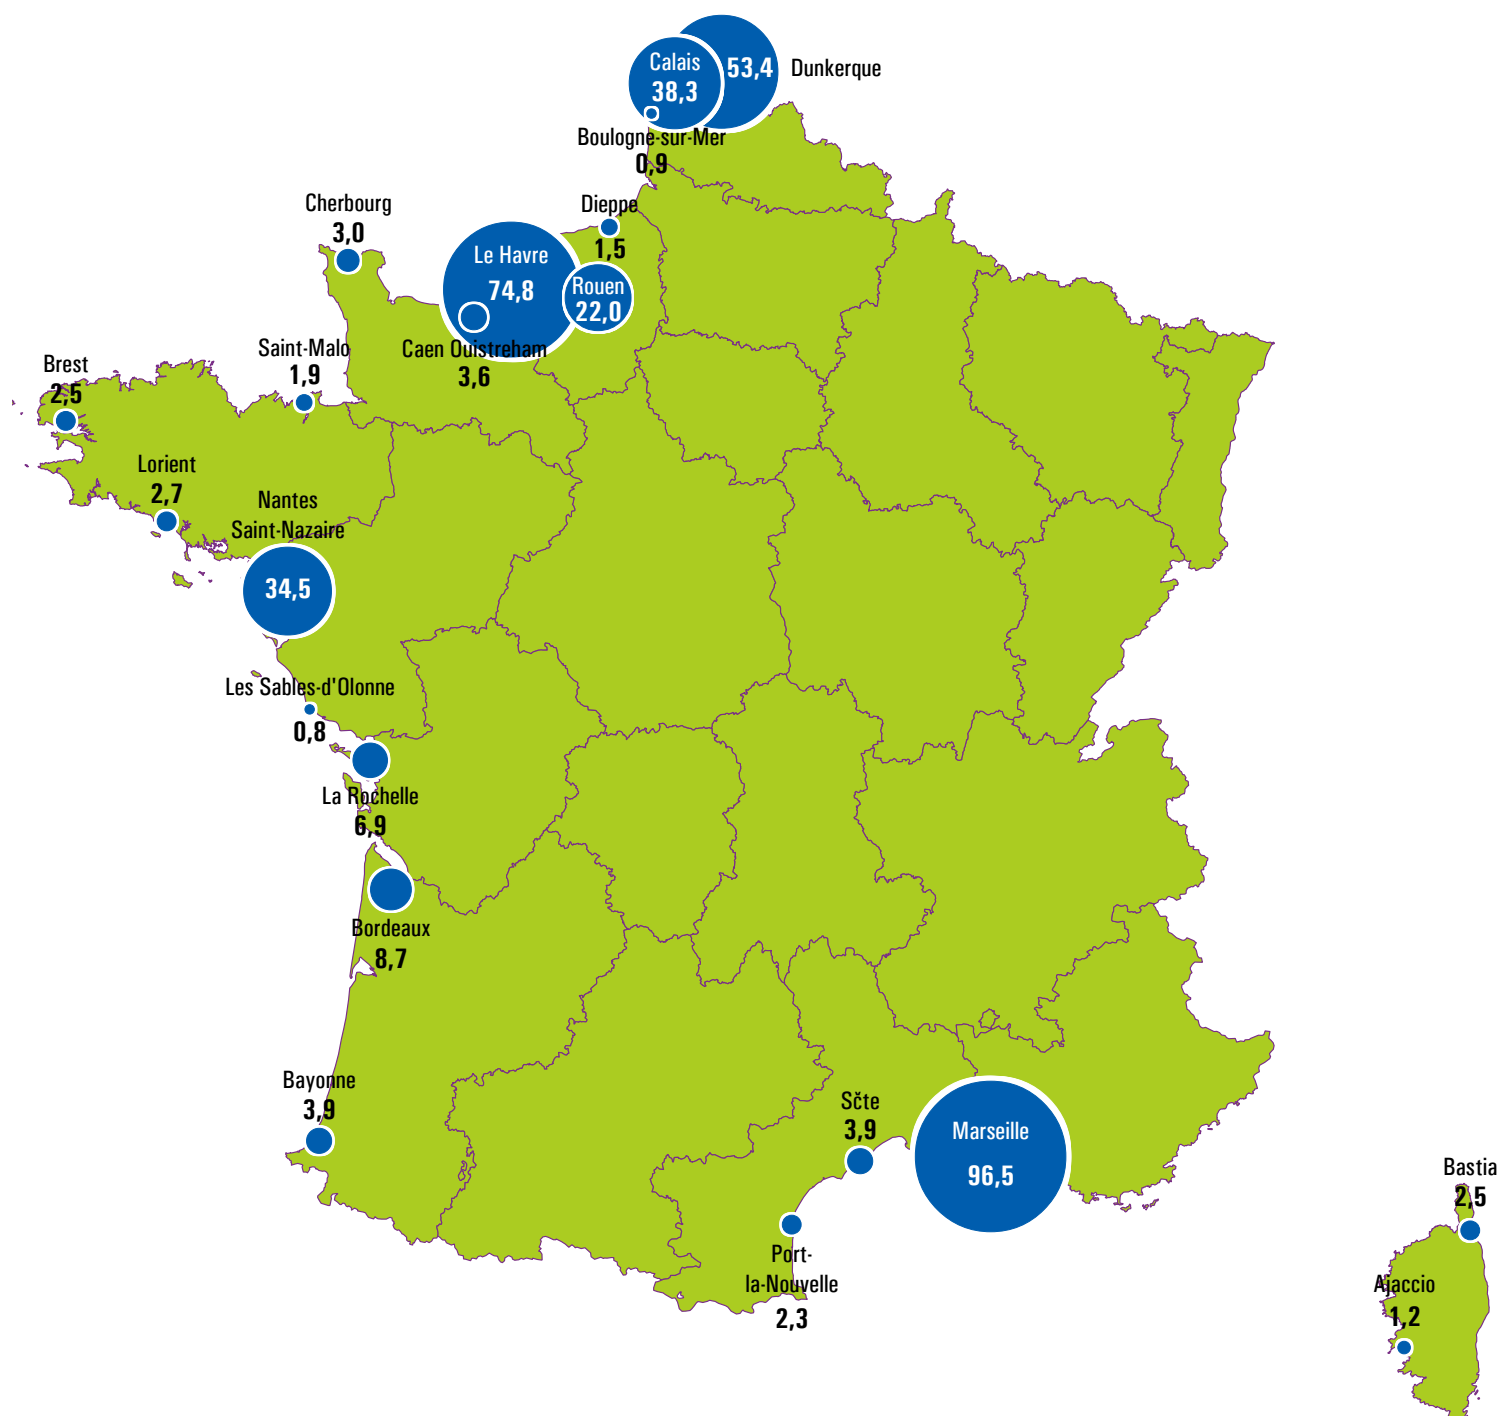 Calais
38,3
53,4
Dunkerque
Boulogne-sur-Mer
0,9
Cherbourg
3,0
Dieppe
1,5
Le Havre
74,8
Rouen
22,0
Caen Ouistreham
3,6
Saint-Malo
1,9
Brest
2,5
Lorient
2,7
Nantes
Saint-Nazaire
34,5
Les Sables-d'Olonne
0,8
La Rochelle
6,9
Bordeaux
8,7
Bayonne
3,9
Sčte
3,9
Marseille
96,5
Port-
la-Nouvelle
2,3
Bastia
2,5
Ajaccio
1,2